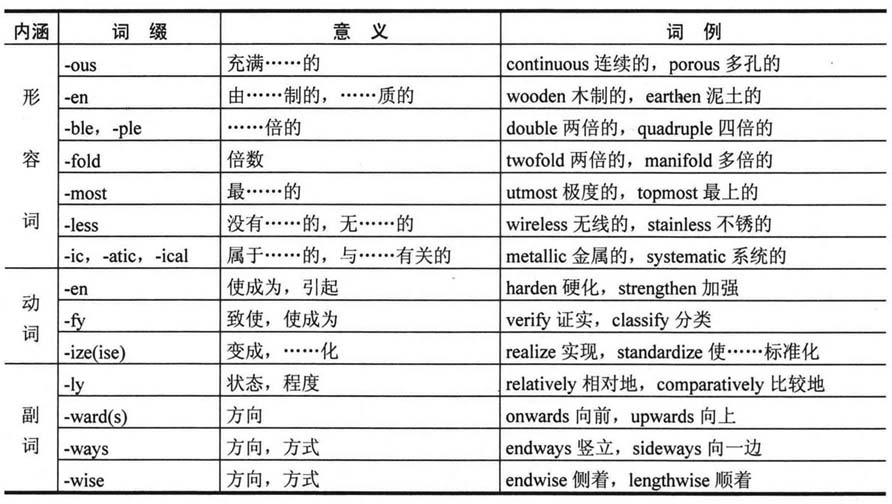 内涵 词 缀 意 义 词 例
形容词 -ous 充满……的 continuous 连续的，porous 多孔的
-en 由……制的，……质的 wooden 木制的，earthen 泥土的
-ble，-ple ……倍的 double 两倍的，quadruple 四倍的
-fold 倍数 twofold 两倍的，manifold 多倍的
-most 最……的 utmost 极度的，topmost 最上的
-less 没有……的，无……的 wireless 无线的，stainless 不锈的
-ic，-atic，-ical 属于……的，与……有关的 metallic 金属的，systematic 系统的
动词 -en 使成为，引起 harden 硬化，strengthen 加强
-fy 致使，使成为 verify 证实，classify 分类
-ize(ise) 变成，……化 realize 实现，standardize 使……标准化
副词 -ly 状态，程度 relatively 相对地，comparatively 比较地
-ward(s) 方向 onwards 向前，upwards 向上
-ways 方向，方式 endways 竖立，sideways 向一边
-wise 方向，方式 endwise 侧着，lengthwise 顺着